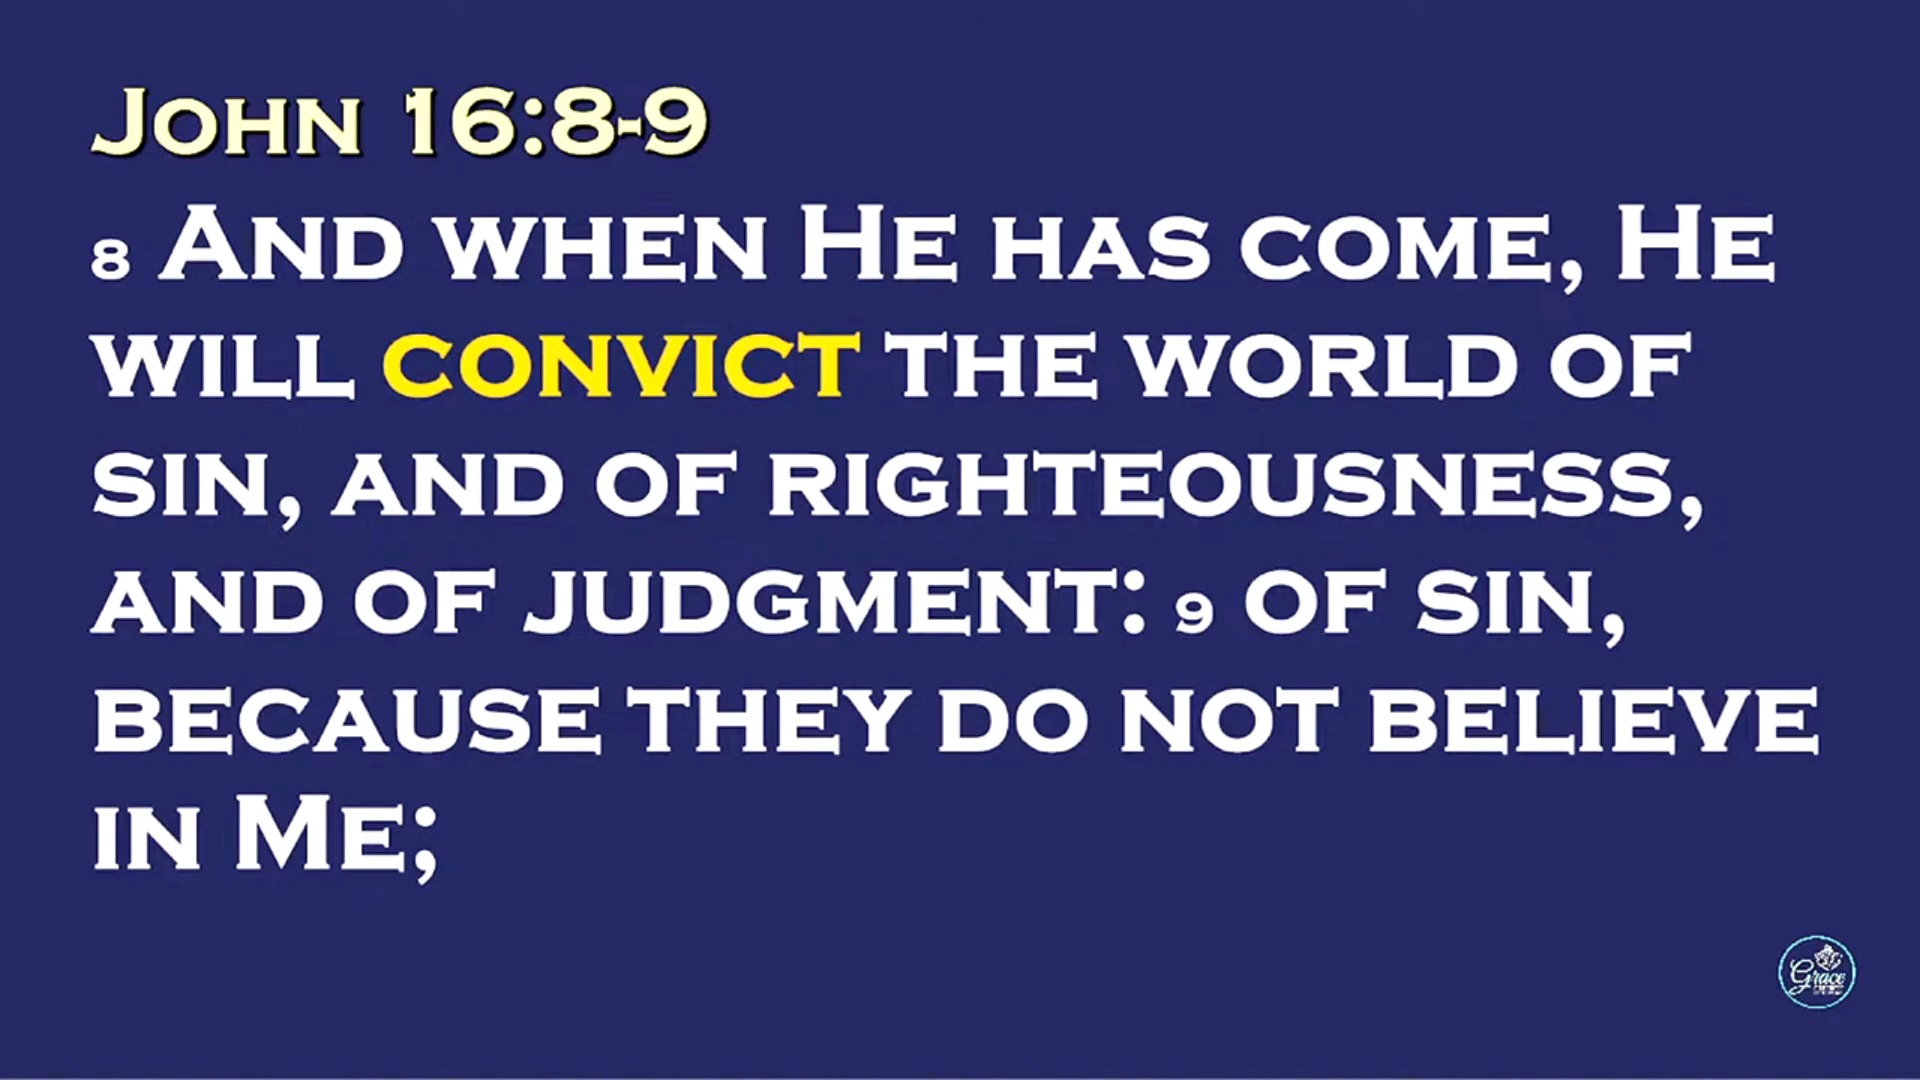 John 16:8-9
8 And when He has come, He
will convict the world of
sin, and of righteousness,
and of judgment: 9 of sin,
because they do not believe
in Me;
Grace